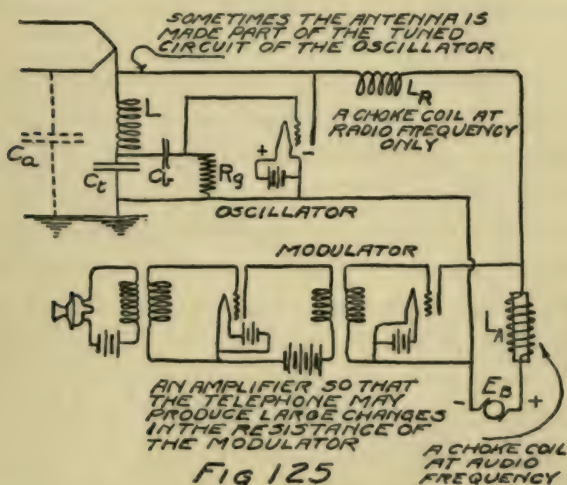 SOMETIMES THE ANTENNA IS
MADE PART OF THE TUNED
CIRCUIT OF THE OSCILLATOR
L
LR
A CHOKE COIL AT
RADIO FREQUENCY
ONLY
Ca
Ct
Cb
Rg
+
-
OSCILLATOR
MODULATOR
LA
AN AMPLIFIER SO THAT
THE TELEPHONE MAY
PRODUCE LARGE CHANGES
IN THE RESISTANCE OF
THE MODULATOR
- EB +
A CHOKE COIL
AT AUDIO
FREQUENCY
FIG 125